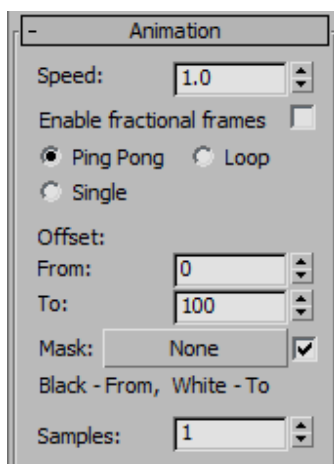 - Animation
Speed: 1.0
Enable fractional frames
Ping Pong Loop
Single
Offset:
From: 0
To: 100
Mask: None
Black - From, White - To
Samples: 1